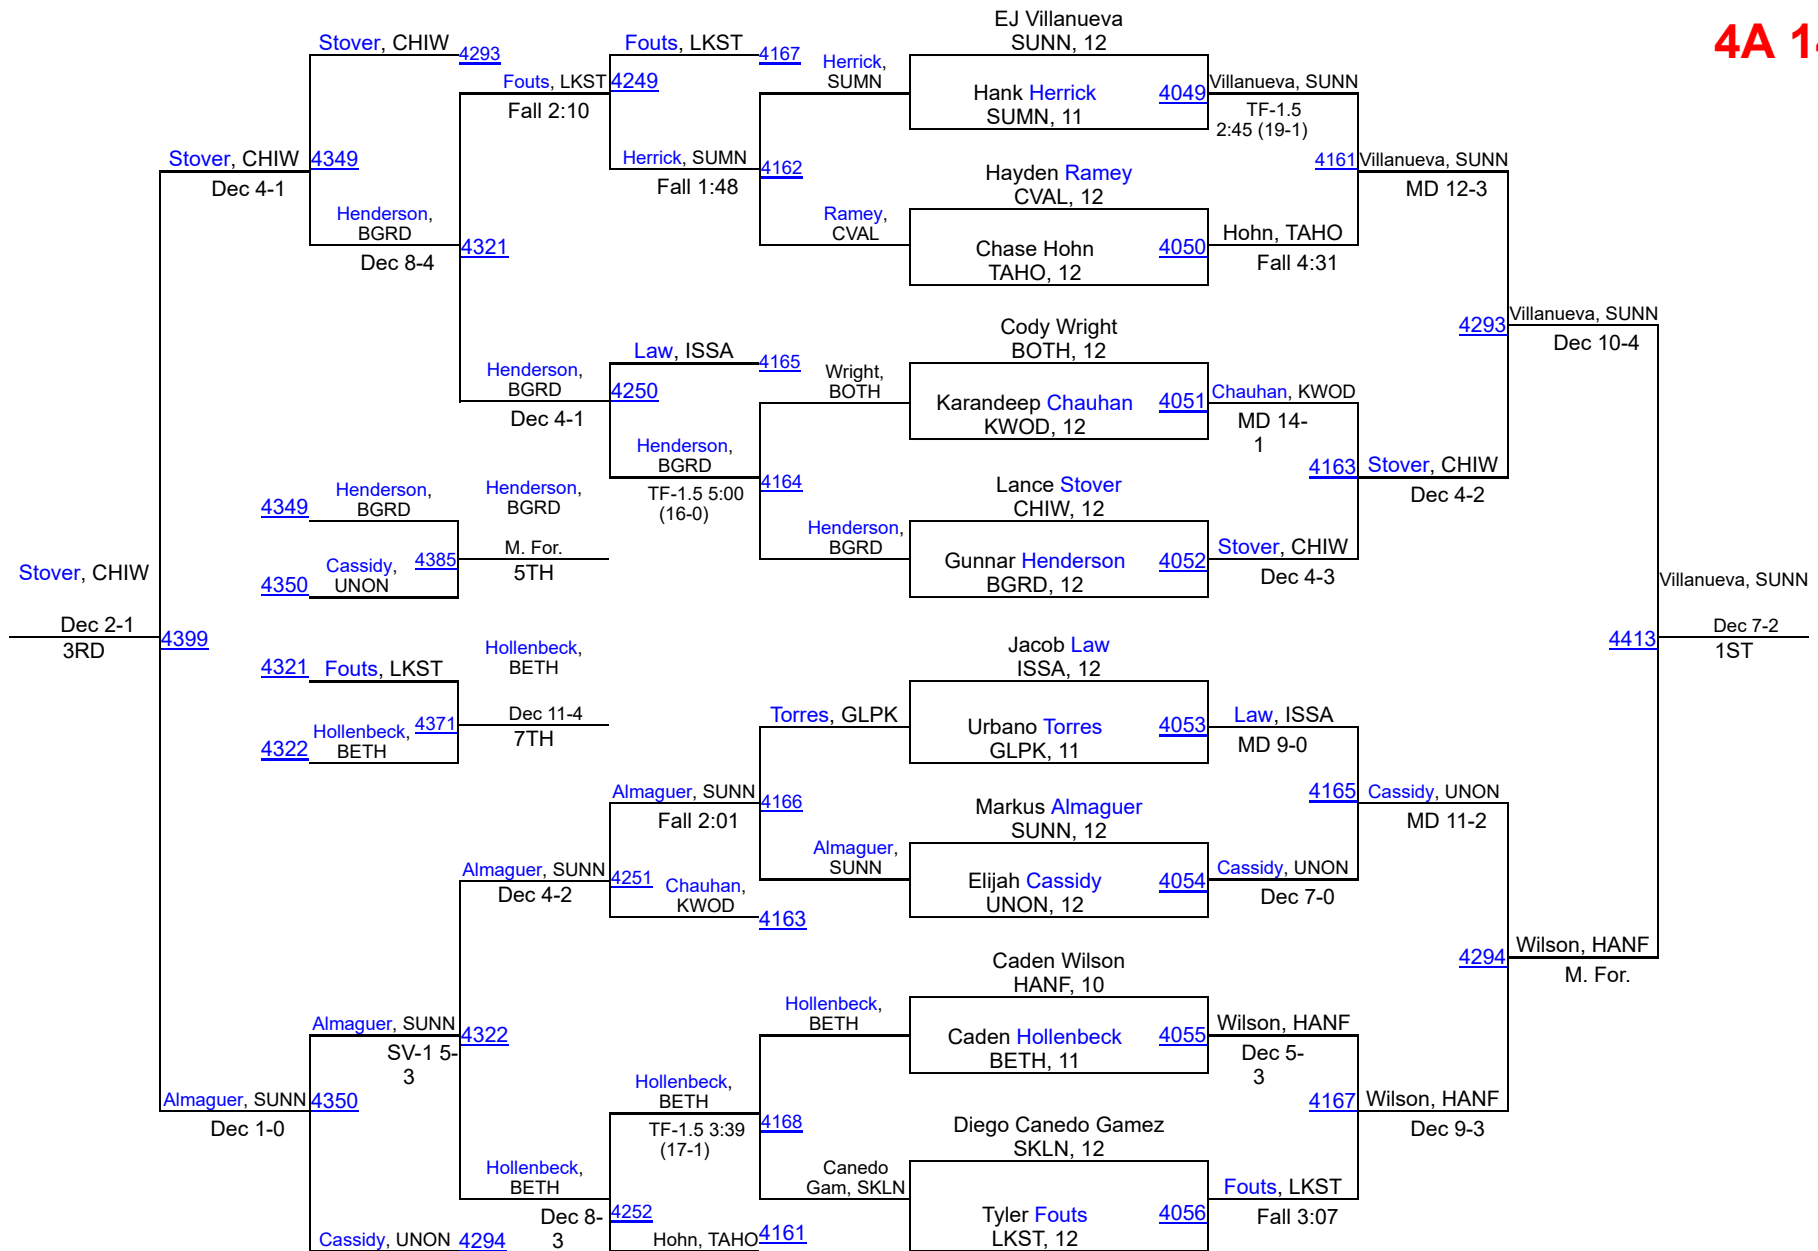 EJ Villanueva
SUNN, 12
4A 14
Stover, CHIW
4293
Fouts, LKST
4167
Herrick,
SUMN
Fouts, LKST
4249
Fall 2:10
Hank Herrick
SUMN, 11
4049
Villanueva, SUNN
TF-1.5
2:45 (19-1)
Stover, CHIW
4349
Dec 4-1
Herrick, SUMN
4162
Fall 1:48
Hayden Ramey
CVAL, 12
4161
Villanueva, SUNN
MD 12-3
Henderson,
BGRD
4321
Dec 8-4
Ramey,
CVAL
Chase Hohn
TAHO, 12
4050
Hohn, TAHO
Fall 4:31
Cody Wright
BOTH, 12
4293
Villanueva, SUNN
Dec 10-4
Law, ISSA
4165
Henderson,
BGRD
4250
Dec 4-1
Wright,
BOTH
Karandeep Chauhan
KWOD, 12
4051
Chauhan, KWOD
MD 14-
1
Henderson,
BGRD
4164
TF-1.5 5:00
(16-0)
Lance Stover
CHIW, 12
4163
Stover, CHIW
Dec 4-2
4349
Henderson,
BGRD
Henderson,
BGRD
Henderson,
BGRD
Gunnar Henderson
BGRD, 12
4052
Stover, CHIW
Dec 4-3
4350
Cassidy,
UNON
4385
M. For.
5TH
Stover, CHIW
Dec 2-1
3RD
4399
Villanueva, SUNN
4413
Dec 7-2
1ST
4321
Fouts, LKST
Hollenbeck,
BETH
Jacob Law
ISSA, 12
4322
Hollenbeck,
BETH
4371
Dec 11-4
7TH
Torres, GLPK
Urbano Torres
GLPK, 11
4053
Law, ISSA
MD 9-0
Almaguer, SUNN
4166
Fall 2:01
Markus Almaguer
SUNN, 12
4165
Cassidy, UNON
MD 11-2
Almaguer,
SUNN
Elijah Cassidy
UNON, 12
4054
Cassidy, UNON
Dec 7-0
Almaguer, SUNN
4251
Dec 4-2
Chauhan,
KWOD
4163
Caden Wilson
HANF, 10
4294
Wilson, HANF
M. For.
Hollenbeck,
BETH
Caden Hollenbeck
BETH, 11
4055
Wilson, HANF
Dec 5-
3
Almaguer, SUNN
4322
SV-1 5-
3
Hollenbeck,
BETH
4168
TF-1.5 3:39
(17-1)
Almaguer, SUNN
4350
Dec 1-0
Diego Canedo Gamez
SKLN, 12
4167
Wilson, HANF
Dec 9-3
Hollenbeck,
BETH
4252
Dec 8-
3
Canedo
Gam, SKLN
Tyler Fouts
LKST, 12
4056
Fouts, LKST
Fall 3:07
Cassidy, UNON
4294
Hohn, TAHO
4161